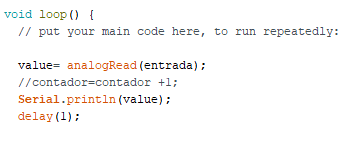 void loop() {
// put your main code here, to run repeatedly:
value= analogRead(entrada);
//contador=contador +1;
Serial.println(value);
delay(1);